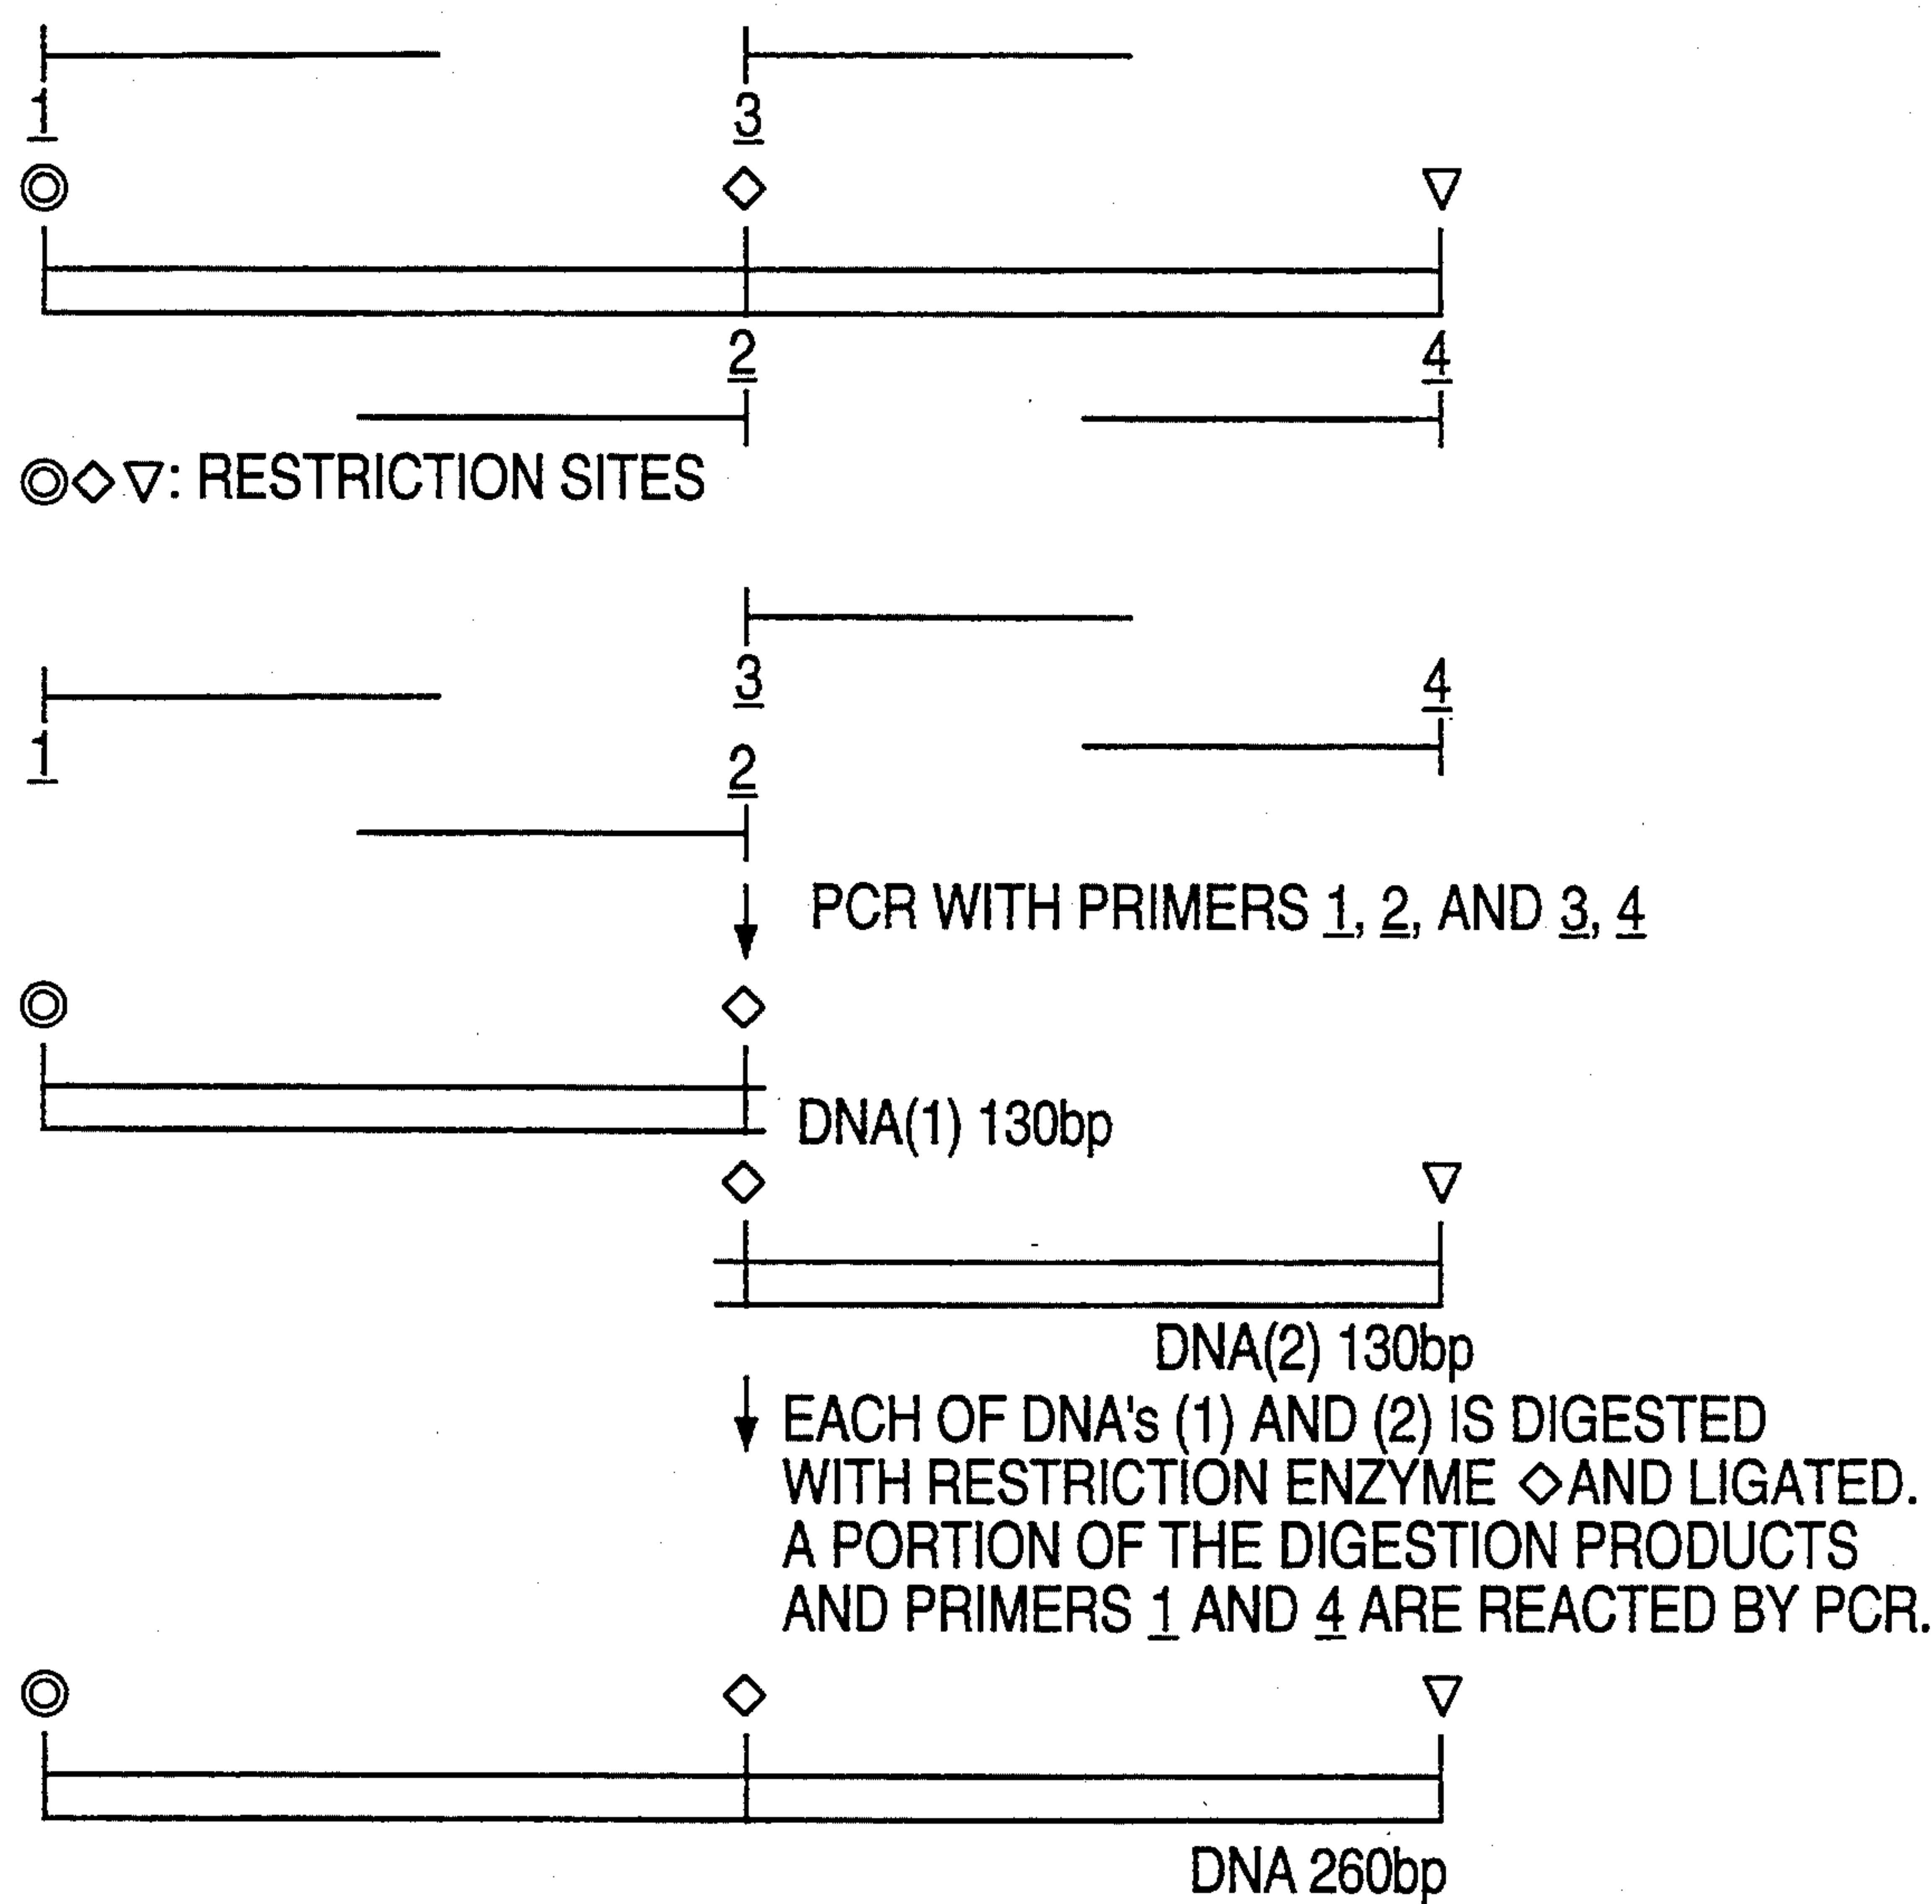 1 3
◎ ◇ ▽
2 4
◎◇▽: RESTRICTION SITES
3
1 4
2
PCR WITH PRIMERS 1, 2, AND 3, 4
◎ ◇
DNA(1) 130bp
◇ ▽
DNA(2) 130bp
EACH OF DNA's (1) AND (2) IS DIGESTED
WITH RESTRICTION ENZYME ◇ AND LIGATED.
A PORTION OF THE DIGESTION PRODUCTS
AND PRIMERS 1 AND 4 ARE REACTED BY PCR.
◎ ◇ ▽
DNA 260bp